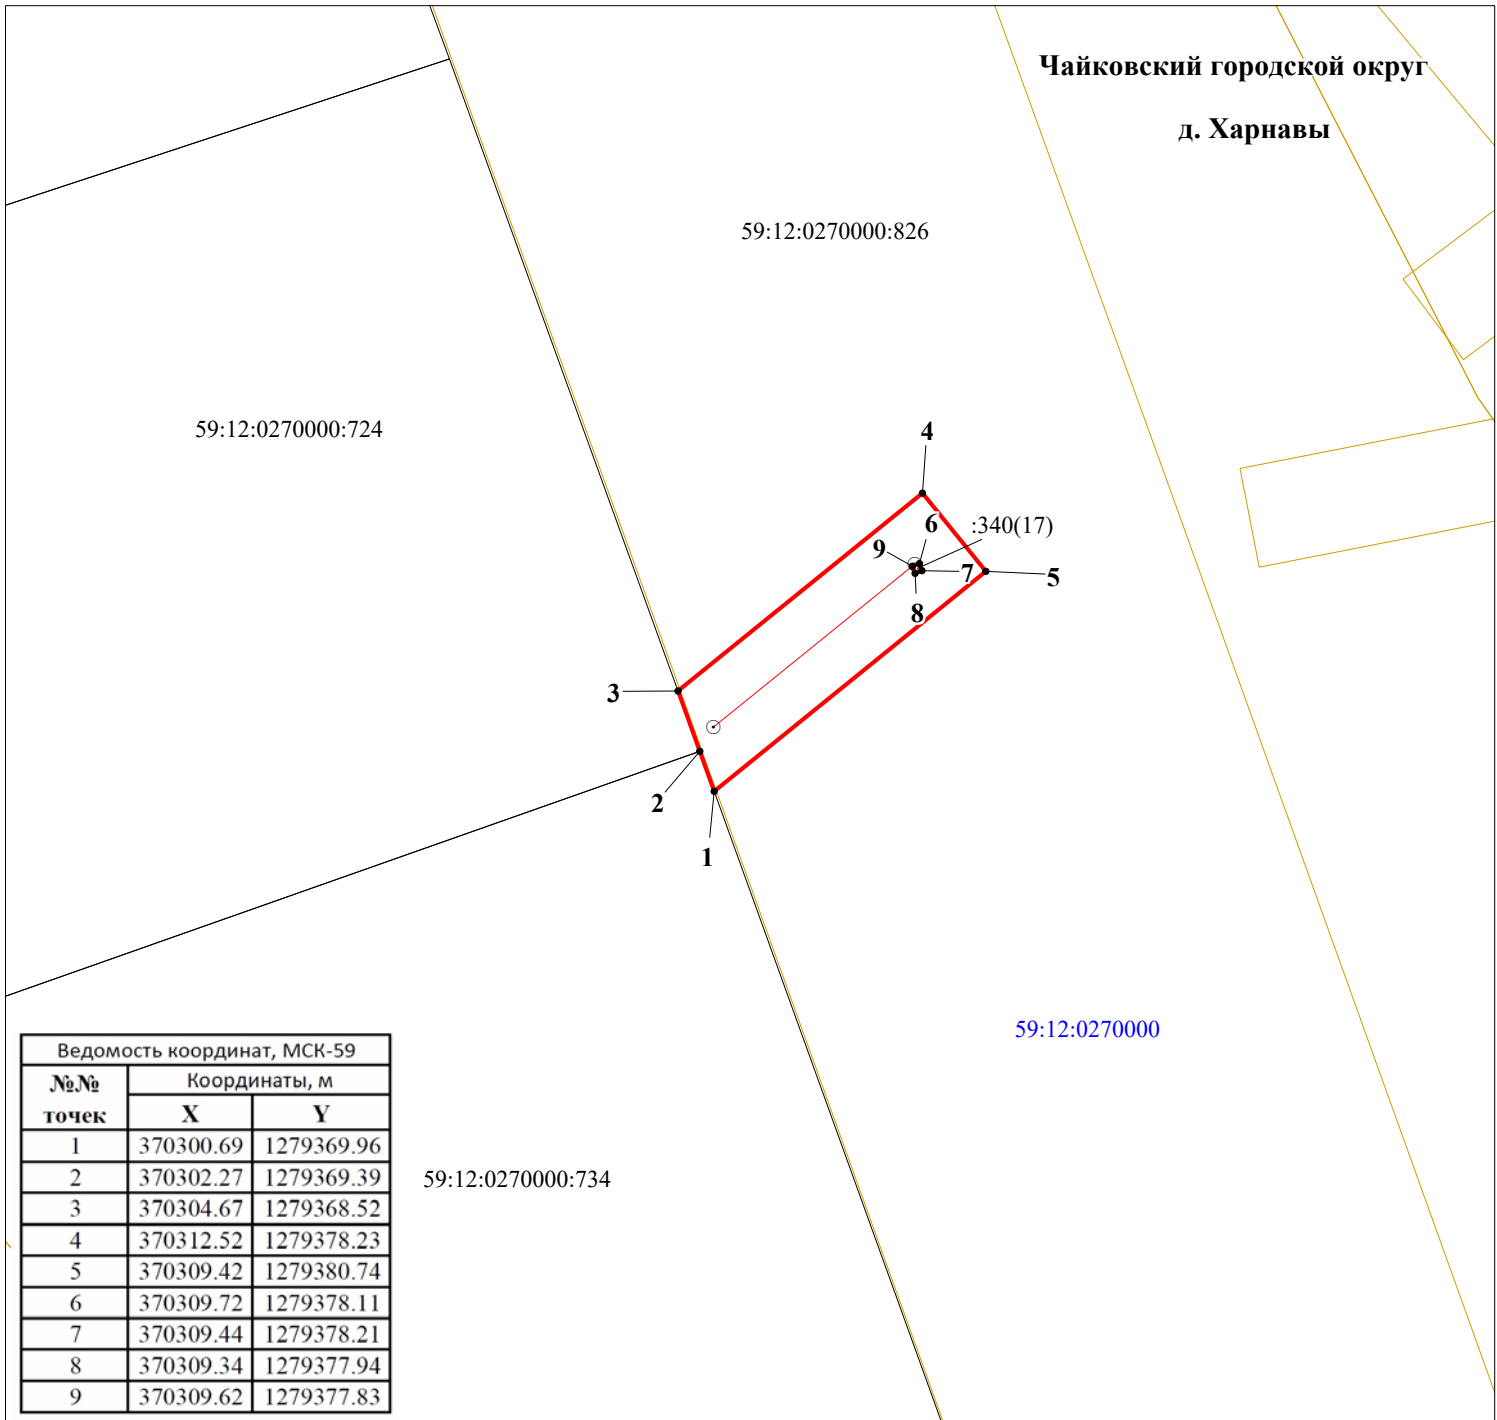 Чайковский городской округ
д. Харнавы
59:12:0270000:826
59:12:0270000:724
4
6
:340(17)
9
7
5
8
3
2
1
59:12:0270000
59:12:0270000:734
Ведомость координат, МСК-59
№№ точек Координаты, м
X Y
1 370300.69 1279369.96
2 370302.27 1279369.39
3 370304.67 1279368.52
4 370312.52 1279378.23
5 370309.42 1279380.74
6 370309.72 1279378.11
7 370309.44 1279378.21
8 370309.34 1279377.94
9 370309.62 1279377.83